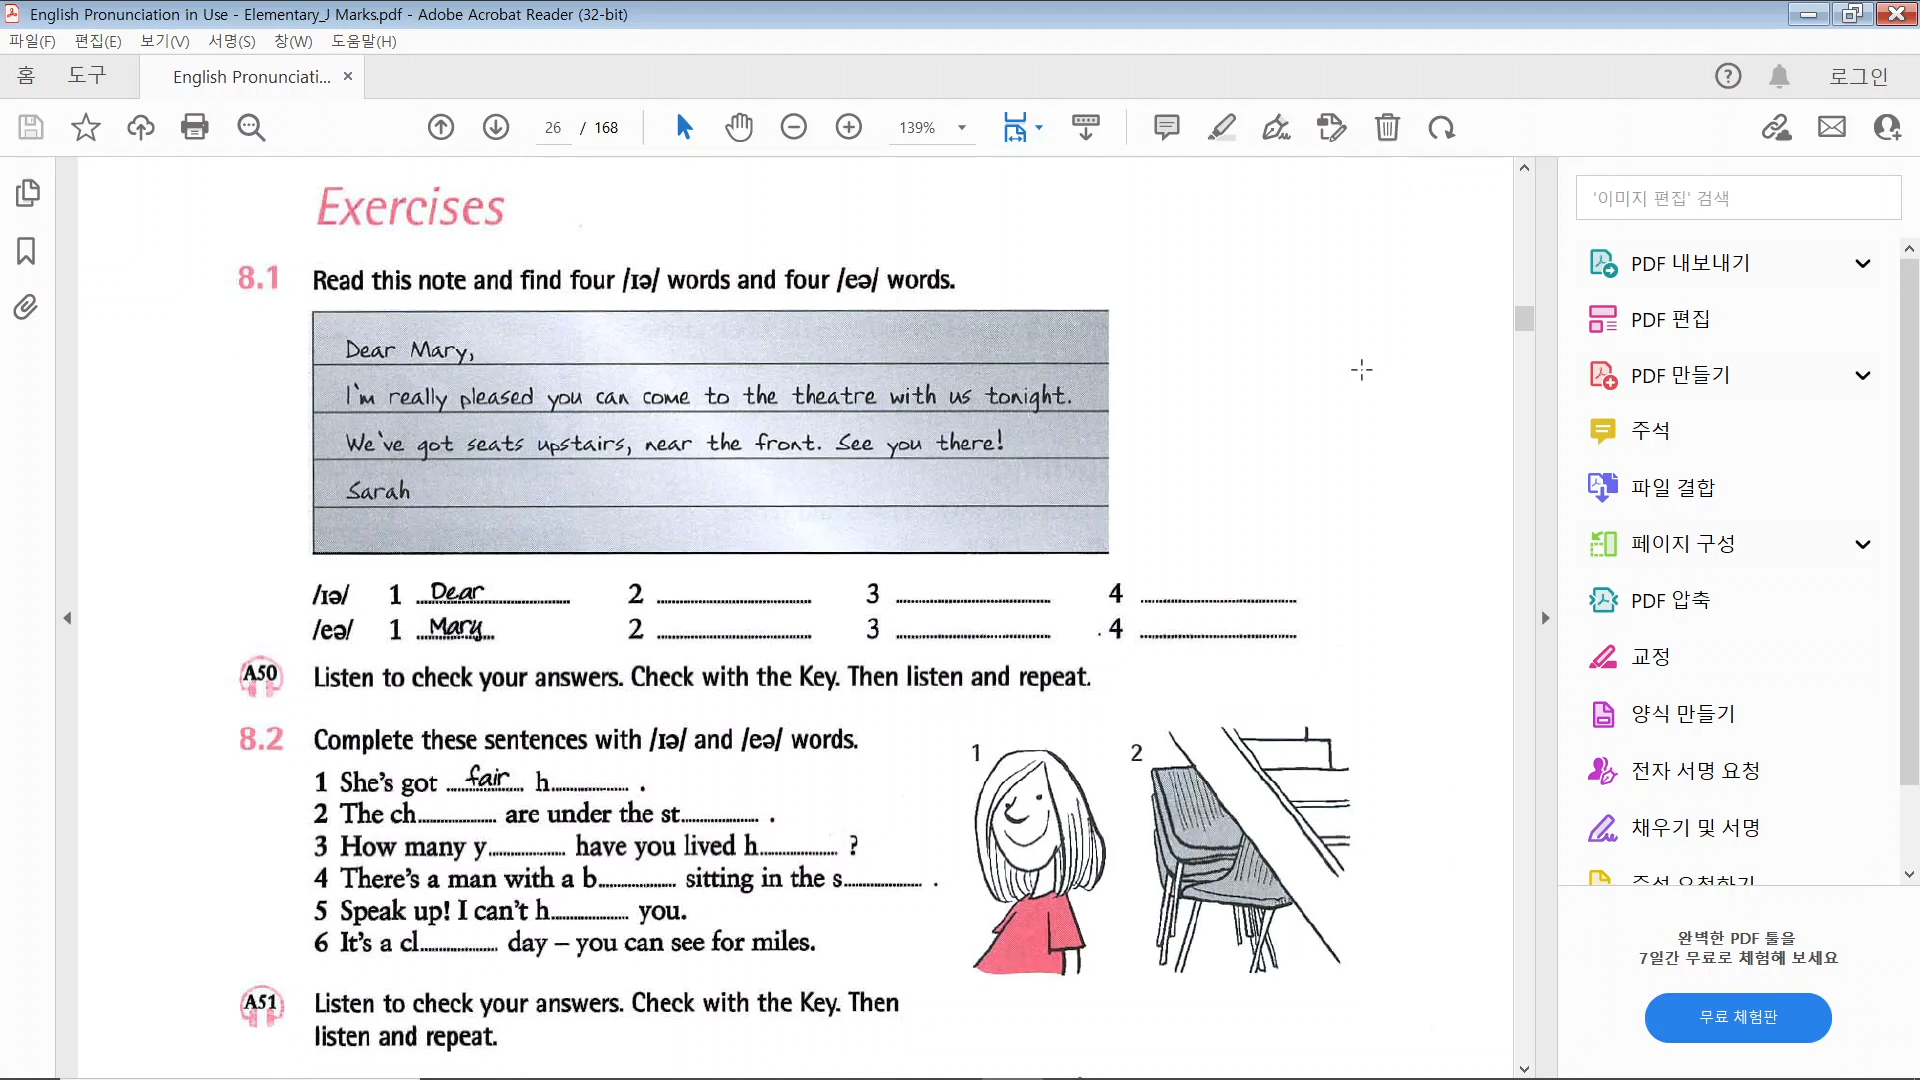 English Pronunciation in Use - Elementary_J Marks.pdf - Adobe Acrobat Reader (32-bit)
파일(F) 편집(E) 보기(V) 서명(S) 창(W) 도움말(H)
홈 도구 English Pronunciati... × 로그인
26 / 168 139%
Exercises
8.1 Read this note and find four /ɪə/ words and four /eə/ words.
Dear Mary,
I'm really pleased you can come to the theatre with us tonight.
We've got seats upstairs, near the front. See you there!
Sarah
/ɪə/ 1 Dear 2 3 4
/eə/ 1 Mary 2 3 4
A50 Listen to check your answers. Check with the Key. Then listen and repeat.
8.2 Complete these sentences with /ɪə/ and /eə/ words.
1 She's got fair h............ .
2 The ch............ are under the st............ .
3 How many y............ have you lived h............ ?
4 There's a man with a b............ sitting in the s............ .
5 Speak up! I can't h............ you.
6 It's a cl............ day – you can see for miles.
1 2
A51 Listen to check your answers. Check with the Key. Then
listen and repeat.
'이미지 편집' 검색
PDF 내보내기
PDF 편집
PDF 만들기
주석
파일 결합
페이지 구성
PDF 압축
교정
양식 만들기
전자 서명 요청
채우기 및 서명
완벽한 PDF 툴을
7일간 무료로 체험해 보세요
무료 체험판